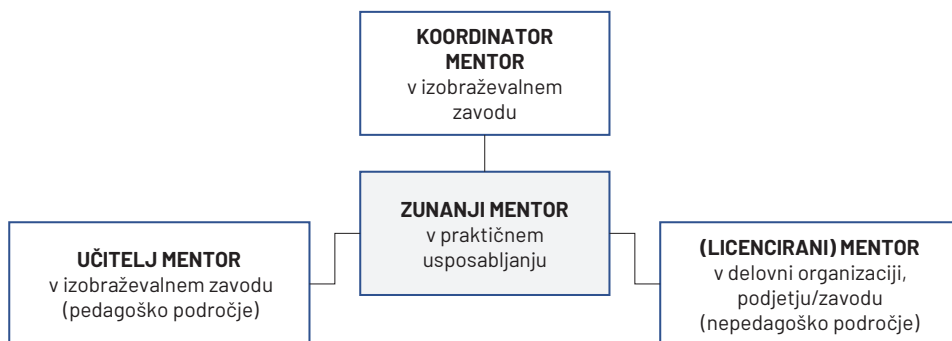 KOORDINATOR
MENTOR
v izobraževalnem
zavodu
ZUNANJI MENTOR
v praktičnem
usposabljanju
UČITELJ MENTOR
v izobraževalnem zavodu
(pedagoško področje)
(LICENCIRANI) MENTOR
v delovni organizaciji,
podjetju/zavodu
(nepedagoško področje)